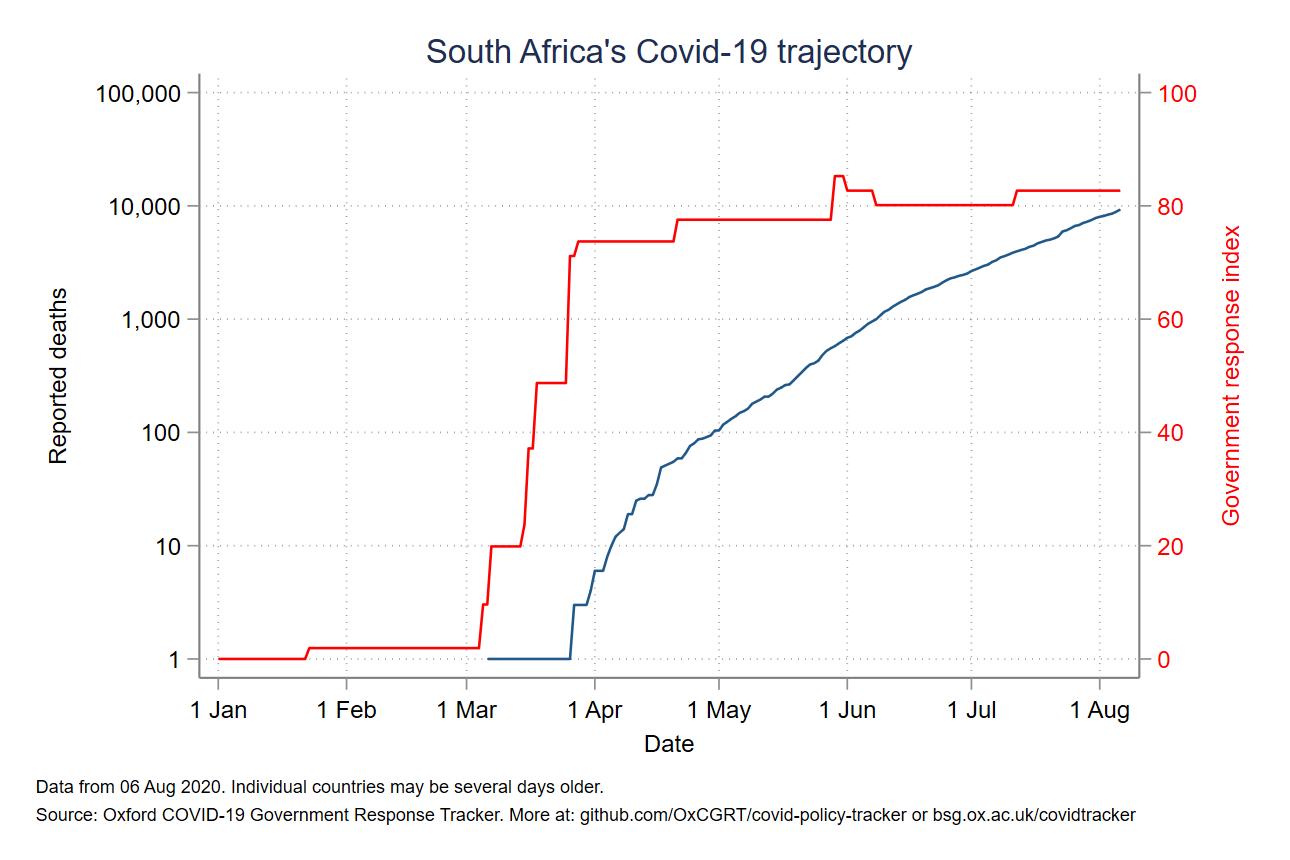 South Africa's Covid-19 trajectory
100,000
10,000
1,000
100
10
1
Reported deaths
100
80
60
40
20
0
Government response index
1 Jan 1 Feb 1 Mar 1 Apr 1 May 1 Jun 1 Jul 1 Aug
Date
Data from 06 Aug 2020. Individual countries may be several days older.
Source: Oxford COVID-19 Government Response Tracker. More at: github.com/OxCGRT/covid-policy-tracker or bsg.ox.ac.uk/covidtracker